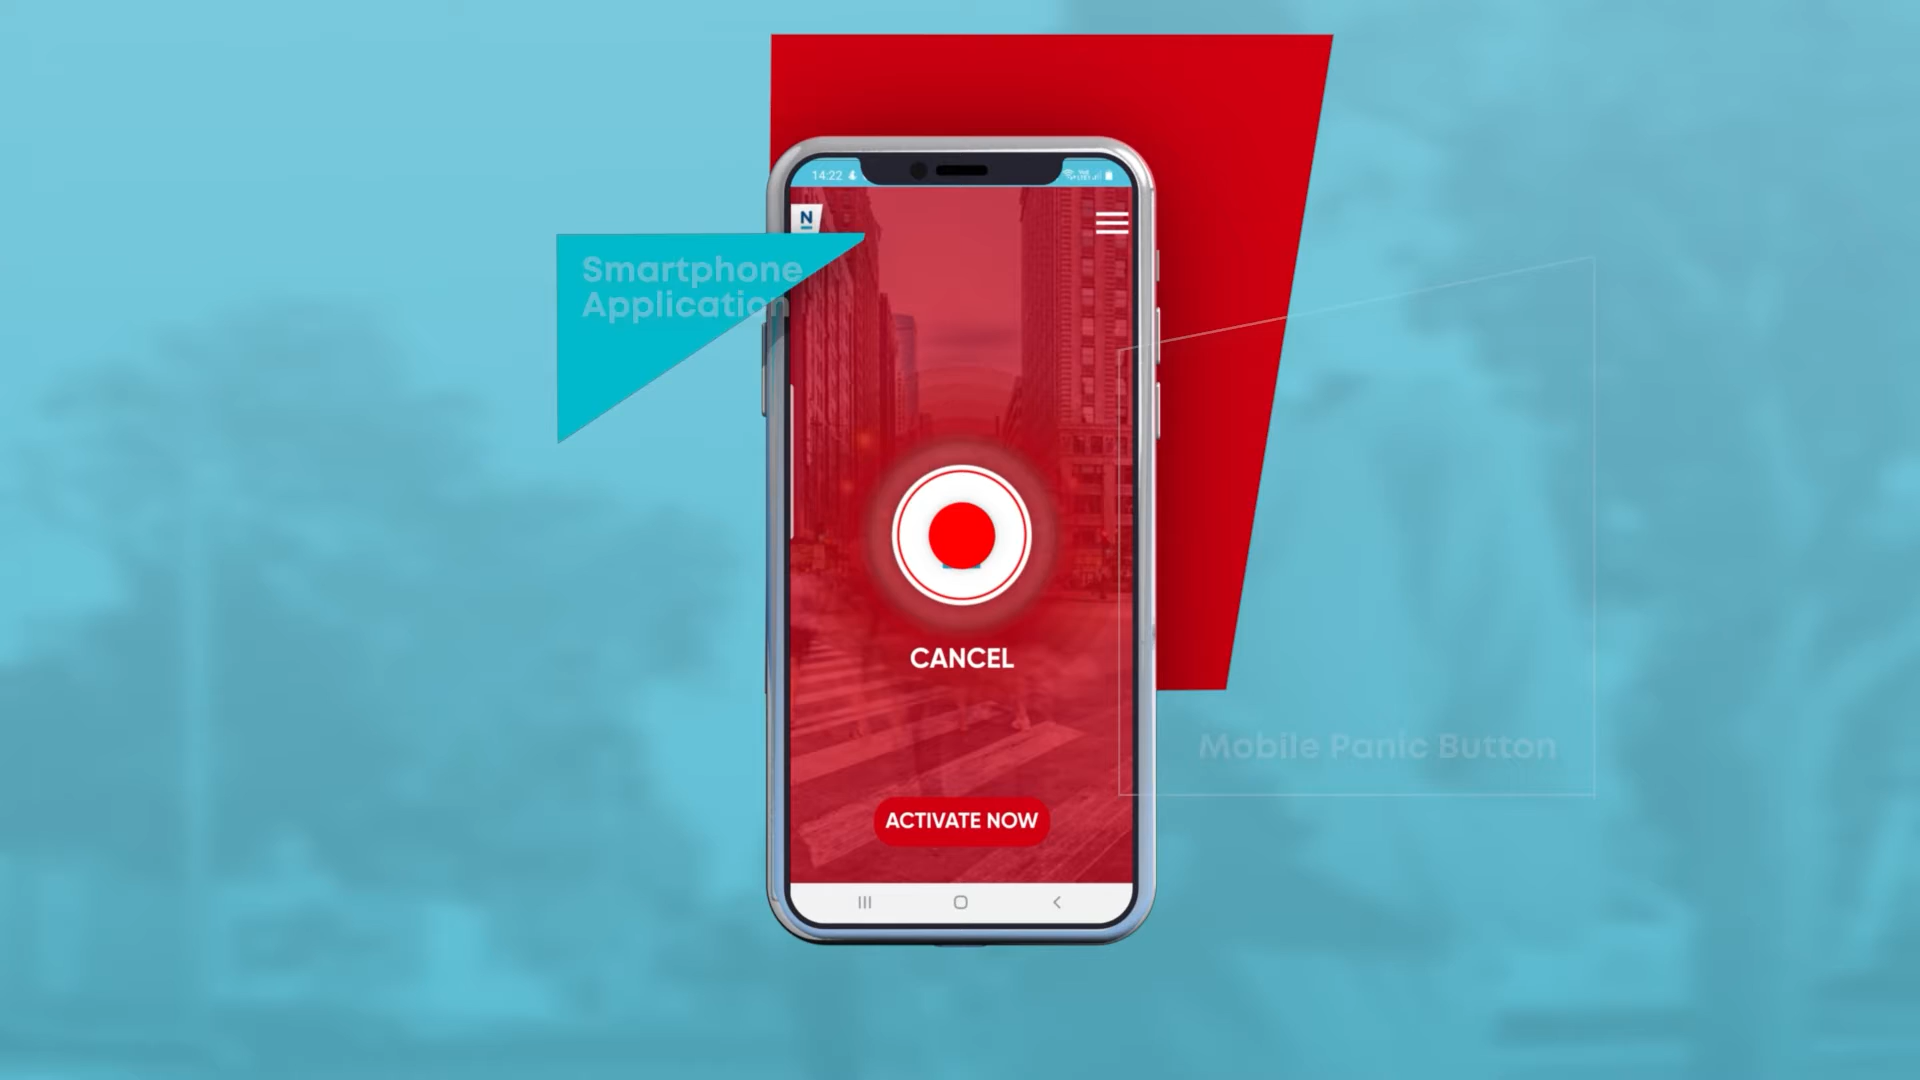 14:22
N
Smartphone
Application
CANCEL
Mobile Panic Button
ACTIVATE NOW